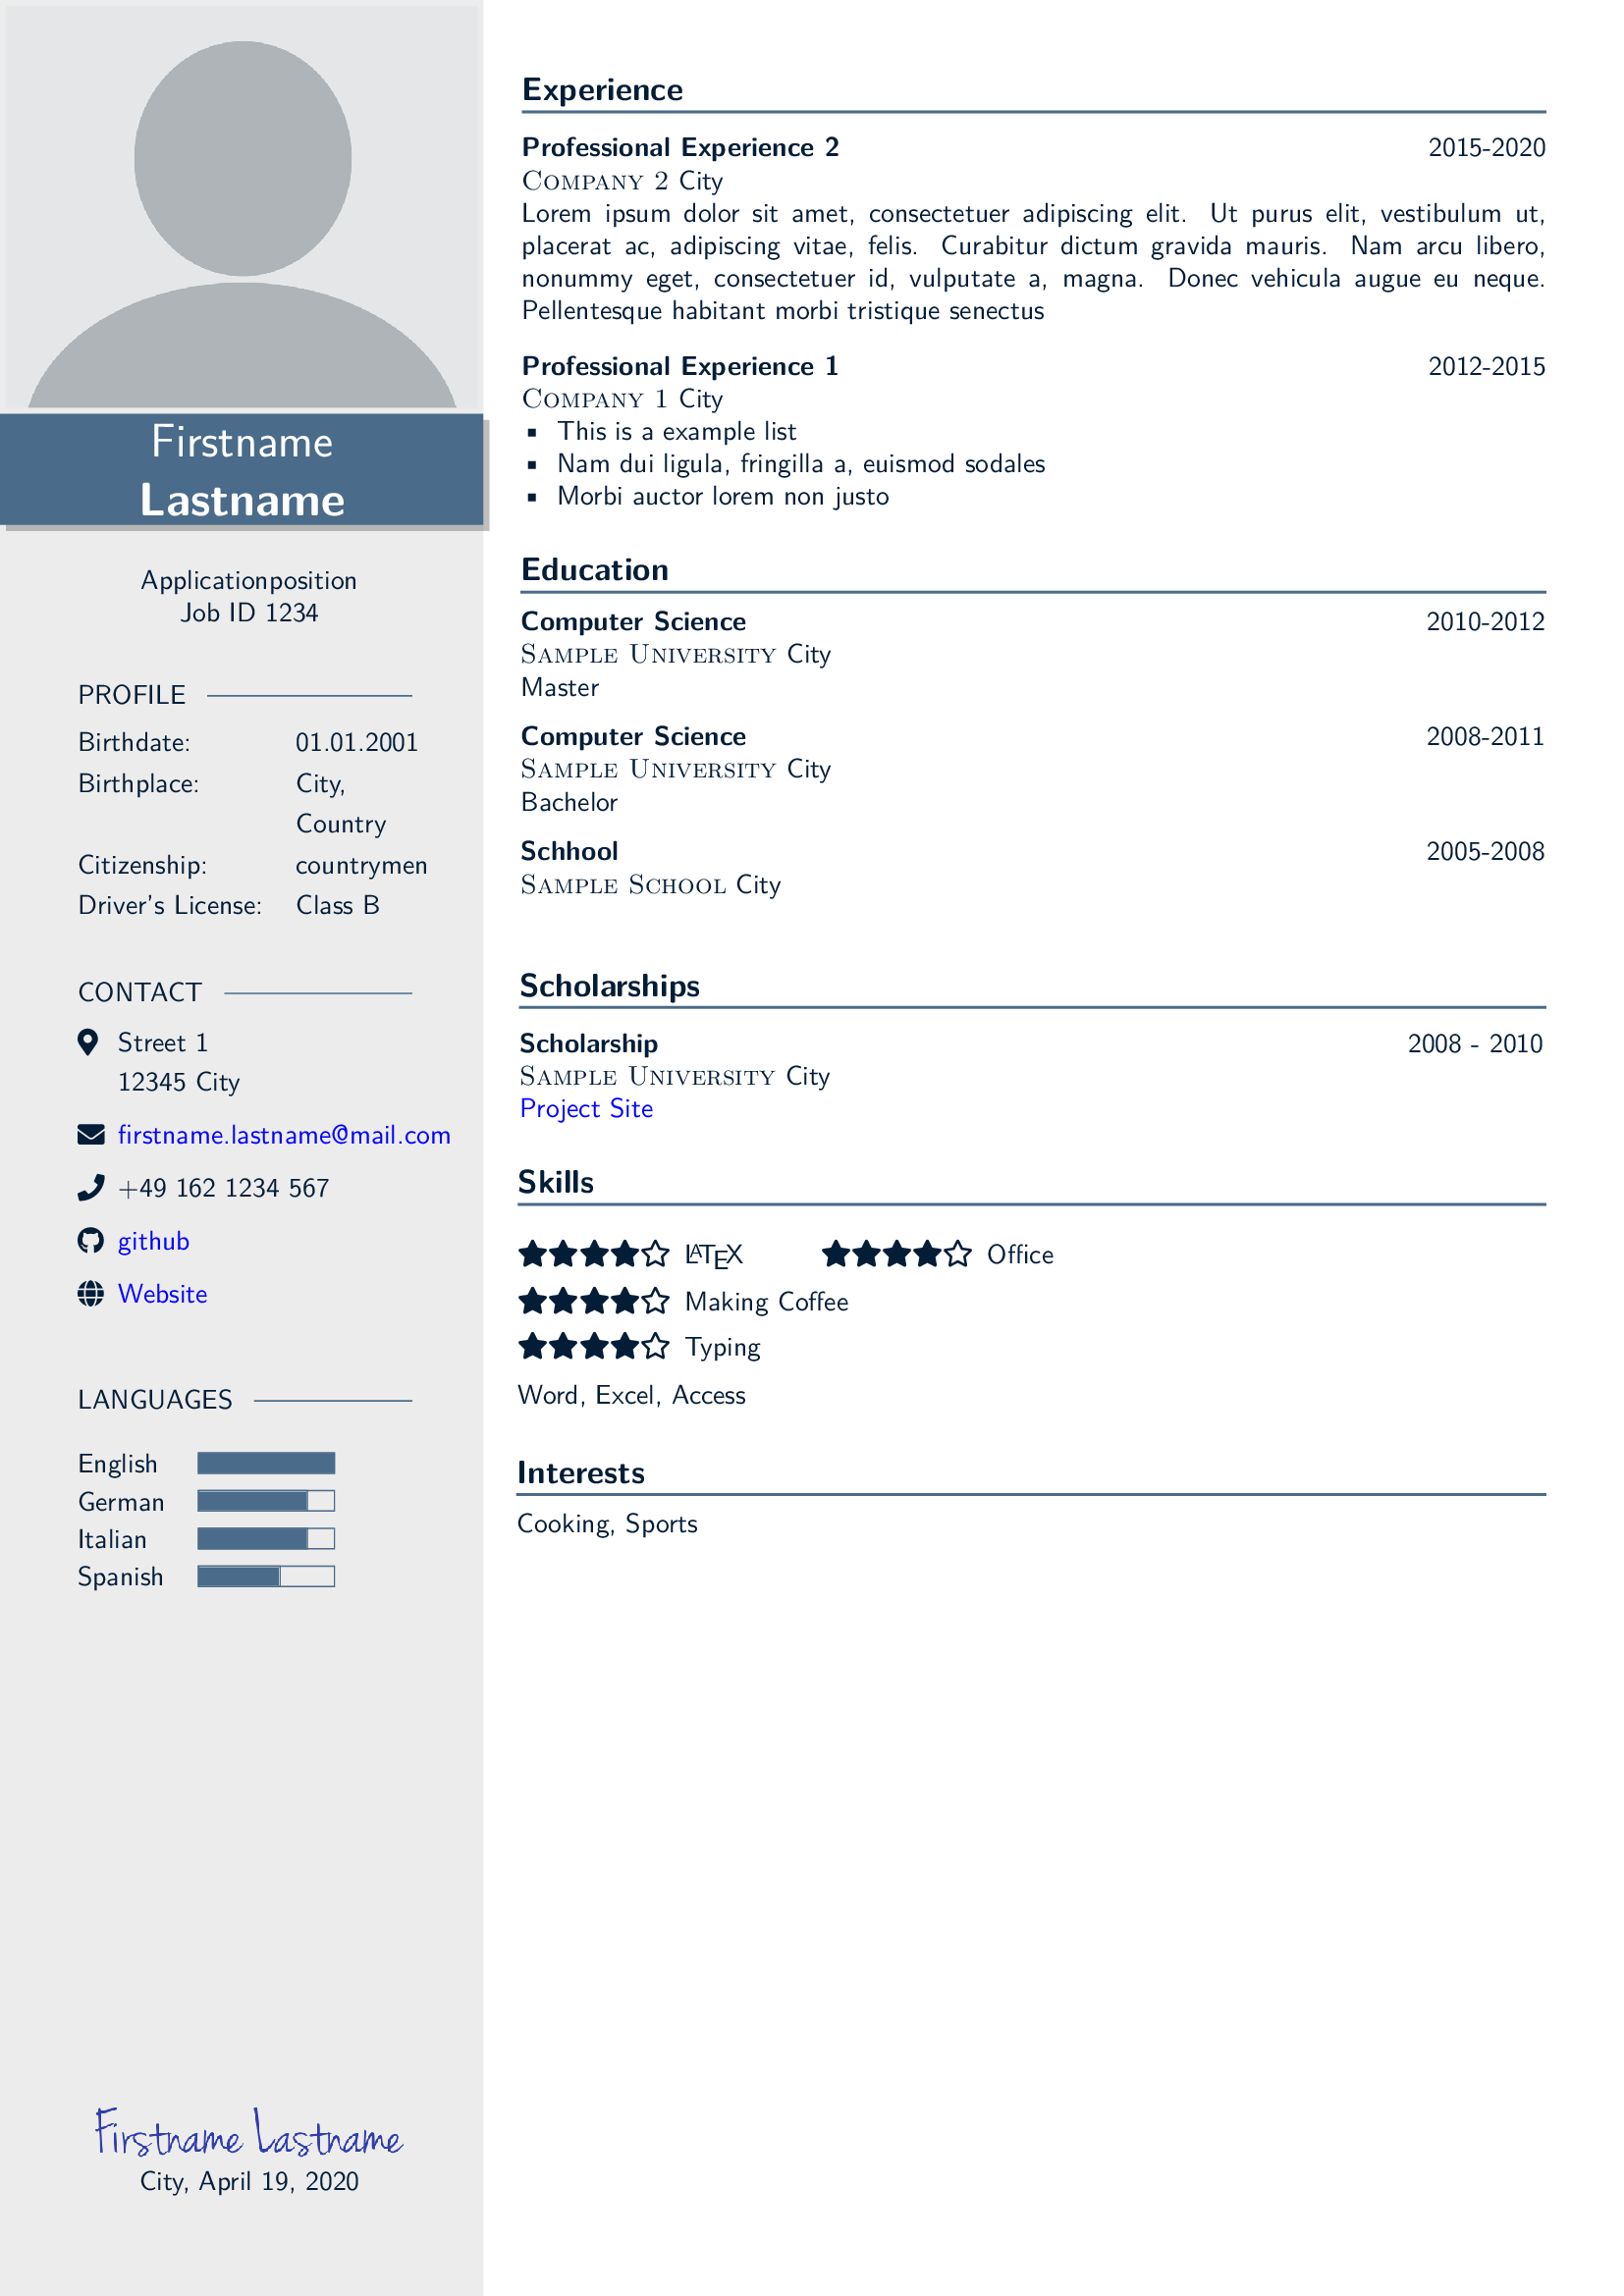 Firstname
Lastname
Applicationposition
Job ID 1234
PROFILE
Birthdate: 01.01.2001
Birthplace: City,
Country
Citizenship: countrymen
Driver's License: Class B
CONTACT
Street 1
12345 City
firstname.lastname@mail.com
+49 162 1234 567
github
Website
LANGUAGES
English
German
Italian
Spanish
Firstname Lastname
City, April 19, 2020
Experience
Professional Experience 2 2015-2020
Company 2 City
Lorem ipsum dolor sit amet, consectetuer adipiscing elit. Ut purus elit, vestibulum ut,
placerat ac, adipiscing vitae, felis. Curabitur dictum gravida mauris. Nam arcu libero,
nonummy eget, consectetuer id, vulputate a, magna. Donec vehicula augue eu neque.
Pellentesque habitant morbi tristique senectus
Professional Experience 1 2012-2015
Company 1 City
▪ This is a example list
▪ Nam dui ligula, fringilla a, euismod sodales
▪ Morbi auctor lorem non justo
Education
Computer Science 2010-2012
Sample University City
Master
Computer Science 2008-2011
Sample University City
Bachelor
Schhool 2005-2008
Sample School City
Scholarships
Scholarship 2008 - 2010
Sample University City
Project Site
Skills
★★★★☆ LATEX ★★★★☆ Office
★★★★☆ Making Coffee
★★★★☆ Typing
Word, Excel, Access
Interests
Cooking, Sports